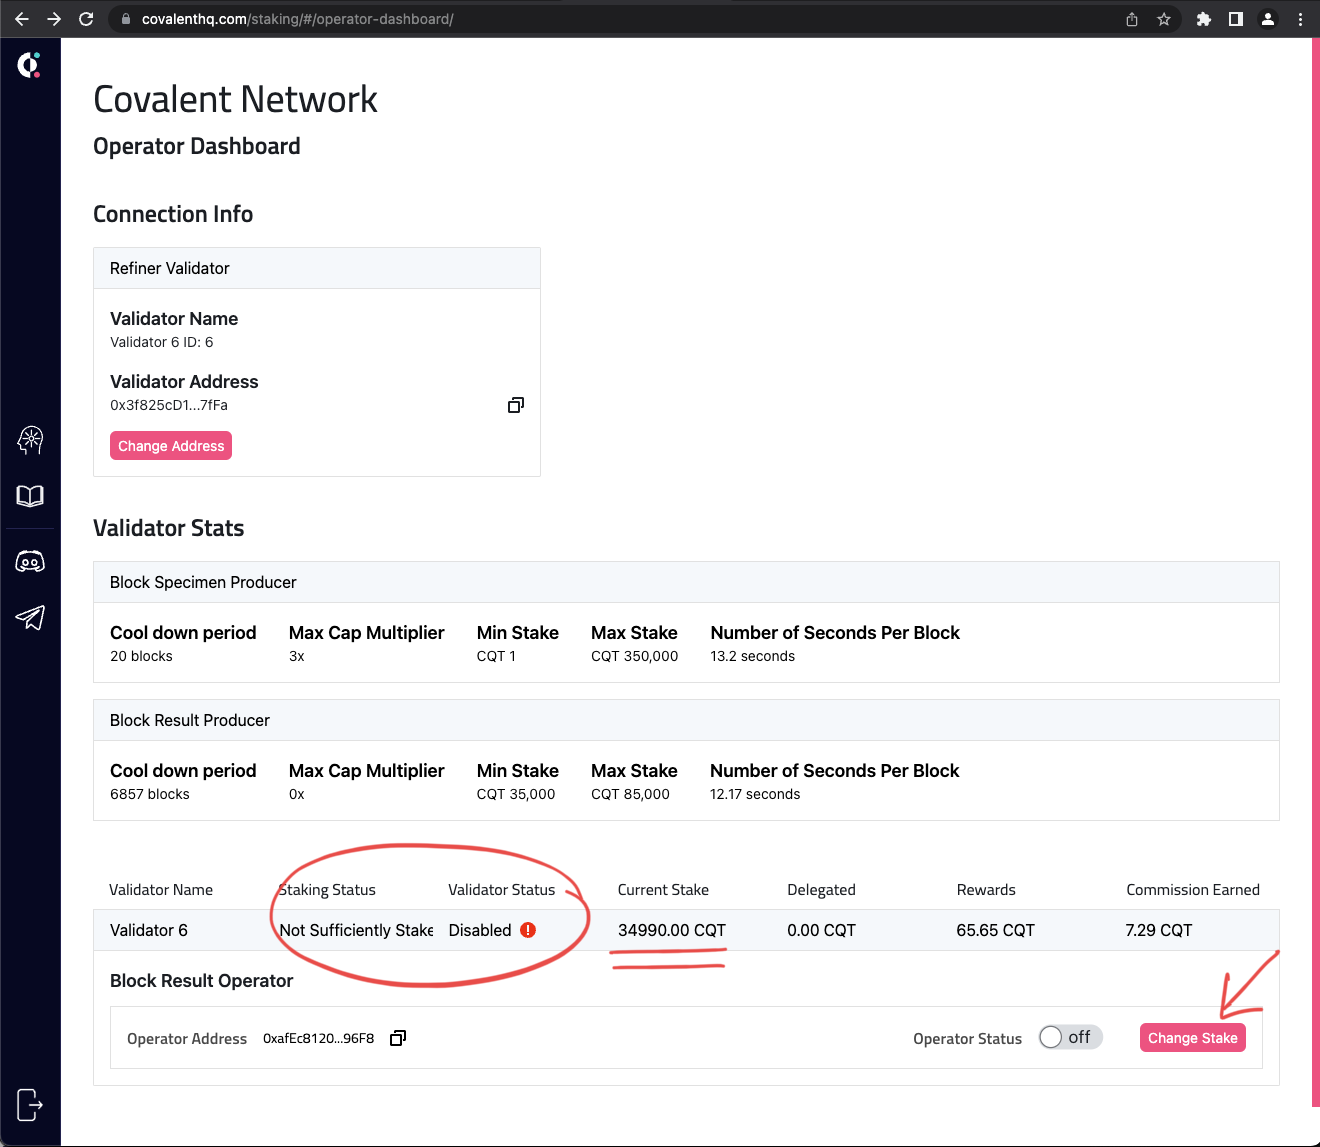 covalenthq.com/staking/#/operator-dashboard/
Covalent Network
Operator Dashboard
Connection Info
Refiner Validator
Validator Name
Validator 6 ID: 6
Validator Address
0x3f825cD1...7fFa
Change Address
Validator Stats
Block Specimen Producer
Cool down period Max Cap Multiplier Min Stake Max Stake Number of Seconds Per Block
20 blocks 3x CQT 1 CQT 350,000 13.2 seconds
Block Result Producer
Cool down period Max Cap Multiplier Min Stake Max Stake Number of Seconds Per Block
6857 blocks 0x CQT 35,000 CQT 85,000 12.17 seconds
Validator Name Staking Status Validator Status Current Stake Delegated Rewards Commission Earned
Validator 6 Not Sufficiently Stake Disabled 34990.00 CQT 0.00 CQT 65.65 CQT 7.29 CQT
Block Result Operator
Operator Address 0xafEc8120...96F8 Operator Status off Change Stake